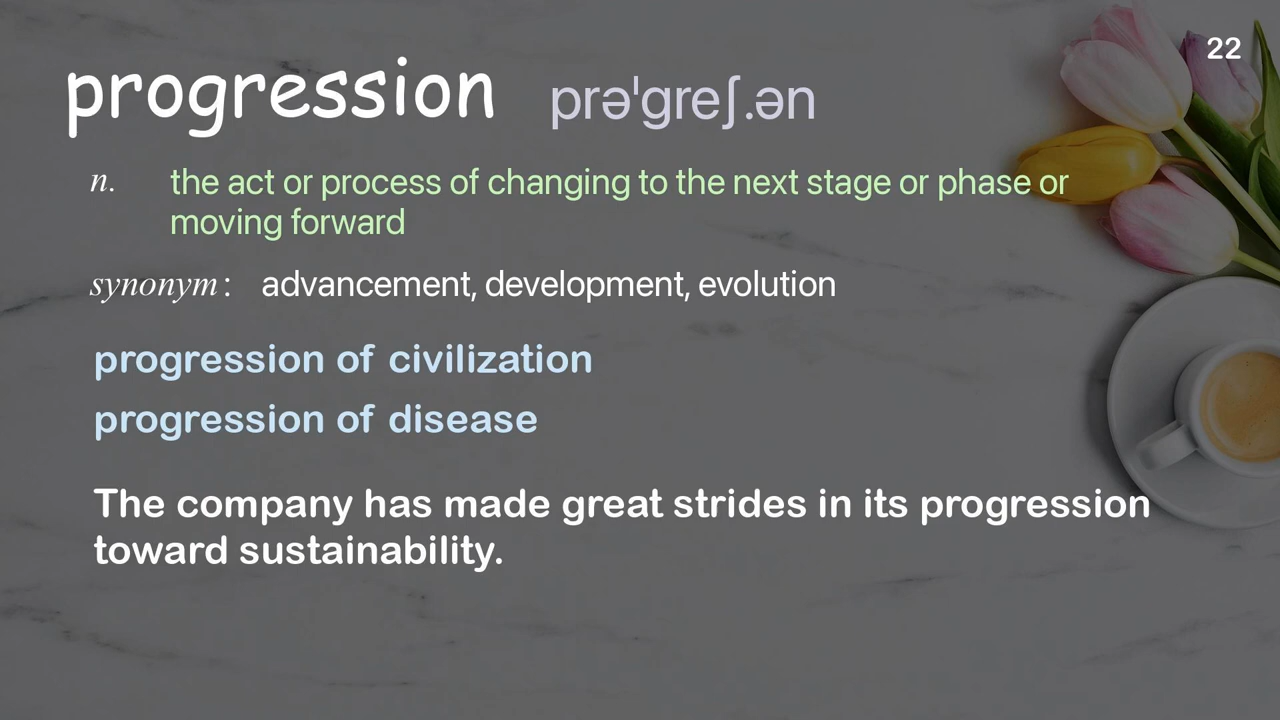 22
progression prəˈɡreʃ.ən
n. the act or process of changing to the next stage or phase or
moving forward
synonym : advancement, development, evolution
progression of civilization
progression of disease
The company has made great strides in its progression
toward sustainability.